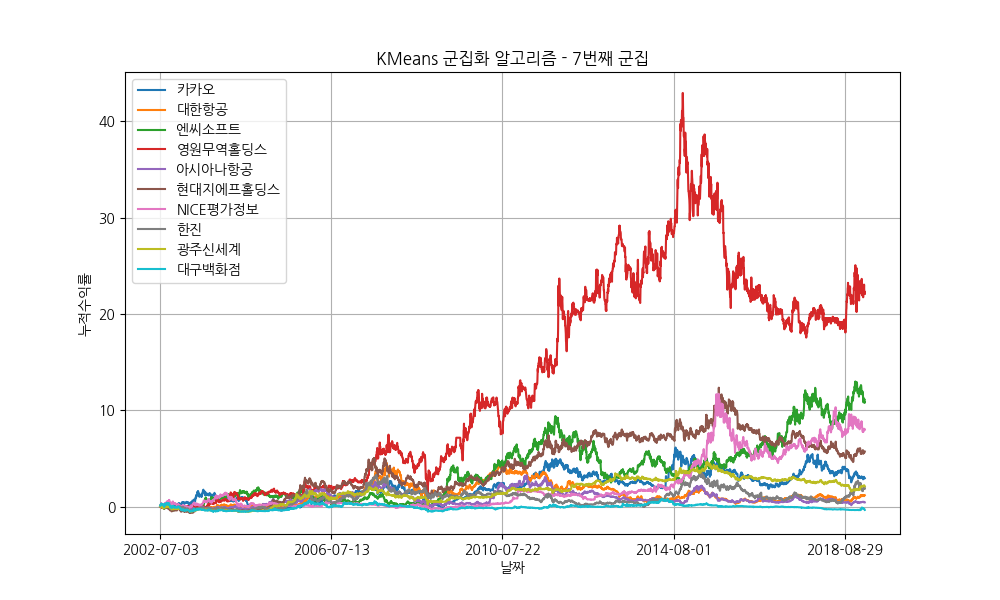 KMeans 군집화 알고리즘 - 7번째 군집
카카오
대한항공
엔씨소프트
영원무역홀딩스
아시아나항공
현대지에프홀딩스
NICE평가정보
한진
광주신세계
대구백화점
누적수익률
40
30
20
10
0
2002-07-03
2006-07-13
2010-07-22
2014-08-01
2018-08-29
날짜